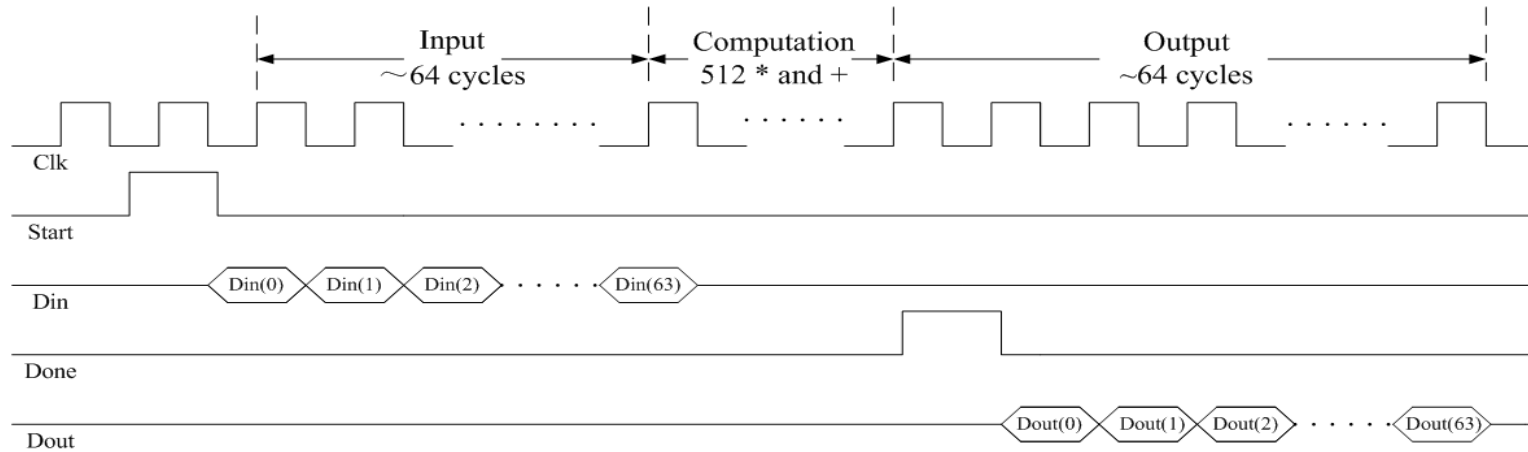 Input
~64 cycles
Computation
512 * and +
Output
~64 cycles
Clk
Start
Din(0) Din(1) Din(2) Din(63)
Din
Done
Dout(0) Dout(1) Dout(2) Dout(63)
Dout